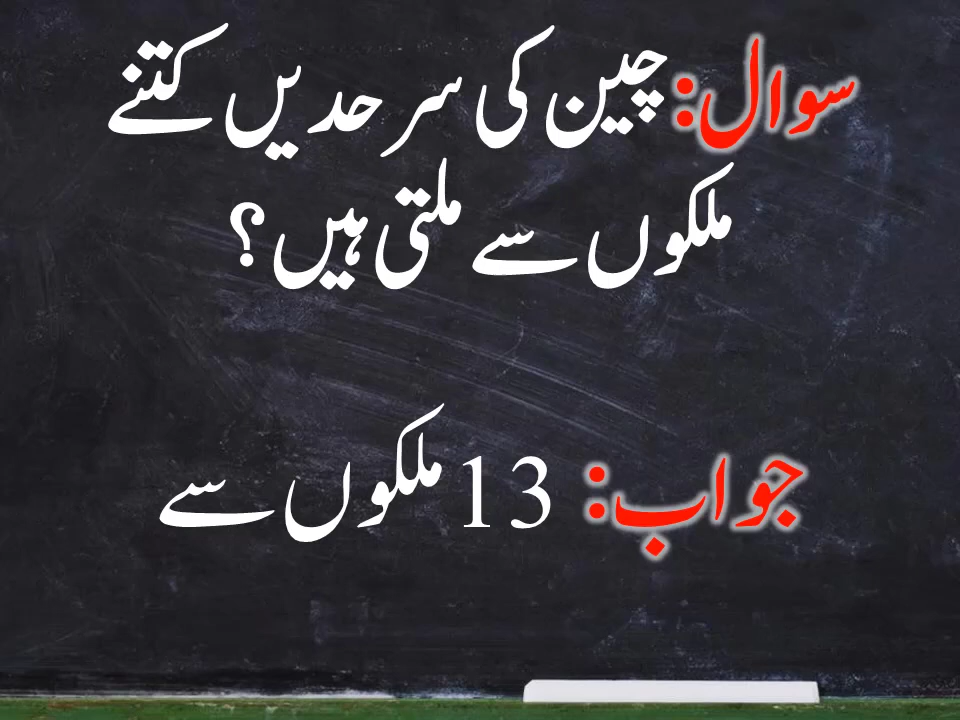 سوال: چین کی سرحدیں کتنے
ملکوں سے ملتی ہیں؟
جواب: 13 ملکوں سے